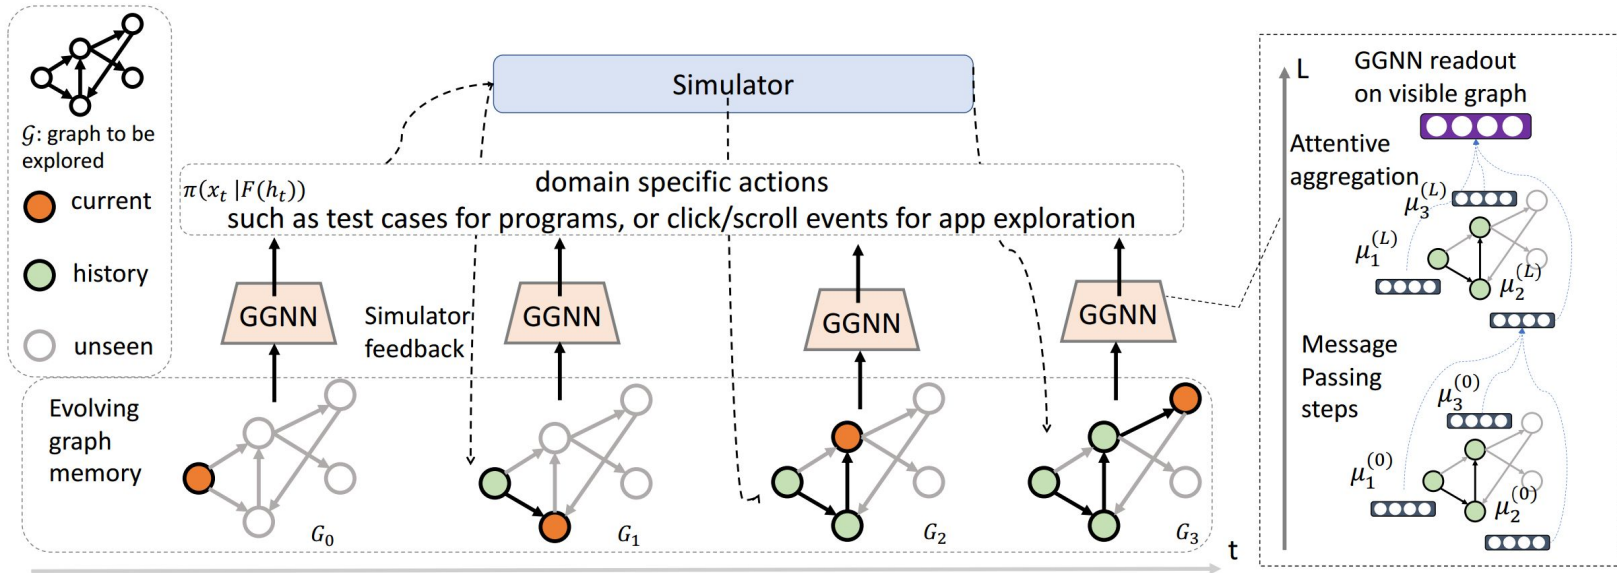 𝒢: graph to be
explored
current
history
unseen
Simulator
π(x_t |F(h_t))
domain specific actions
such as test cases for programs, or click/scroll events for app exploration
GGNN
GGNN
GGNN
GGNN
Simulator
feedback
Evolving
graph
memory
G_0
G_1
G_2
G_3
t
L
GGNN readout
on visible graph
Attentive
aggregation
μ_3^(L)
μ_1^(L)
μ_2^(L)
Message
Passing
steps
μ_3^(0)
μ_1^(0)
μ_2^(0)